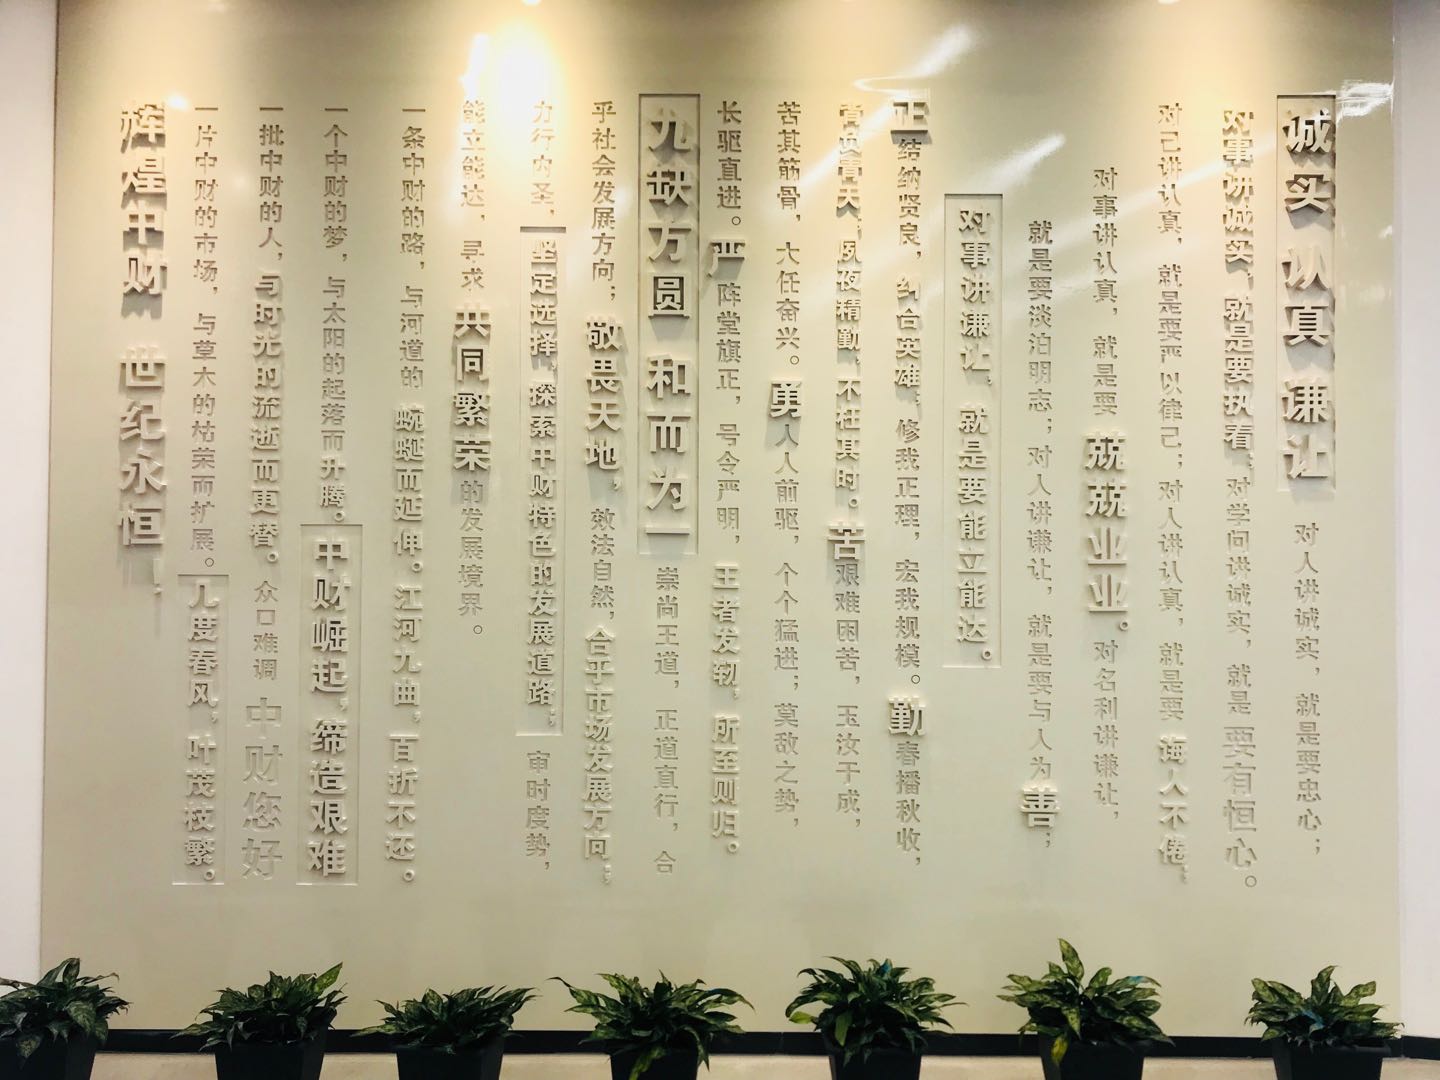 诚实 认真 谦让 对人讲诚实，就是要忠心；
对事讲诚实，就是要执着；对学问讲诚实，就是要有恒心。
对己讲认真，就是要严以律己；对人讲认真，就是要诲人不倦；
对事讲认真，就是要兢兢业业。对名利讲谦让，
就是要淡泊明志；对人讲谦让，就是要与人为善；
对事讲谦让，就是要能立能达。
正结纳贤良，纠合英雄；修我正理，宏我规模。勤春播秋收，
背负青天；夙夜精勤，不枉其时。苦艰难困苦，玉汝于成，
苦其筋骨，大任奋兴。勇人人前驱，个个猛进；莫敌之势，
长驱直进。严阵堂旗正，号令严明，王者发轫，所至则归。
九缺方圆 和而为一 崇尚王道，正道直行，合
乎社会发展方向；敬畏天地，效法自然，合乎市场发展方向；
力行内圣，坚定选择，探索中财特色的发展道路；审时度势，
能立能达，寻求共同繁荣的发展境界。
一条中财的路，与河道的蜿蜒而延伸。江河九曲，百折不还。
一个中财的梦，与太阳的起落而升腾。中财崛起，缔造艰难
一批中财的人，与时光的流逝而更替。众口难调 中财您好
一片中财的市场，与草木的枯荣而扩展。几度春风，叶茂枝繁。
辉煌中财 世纪永恒！